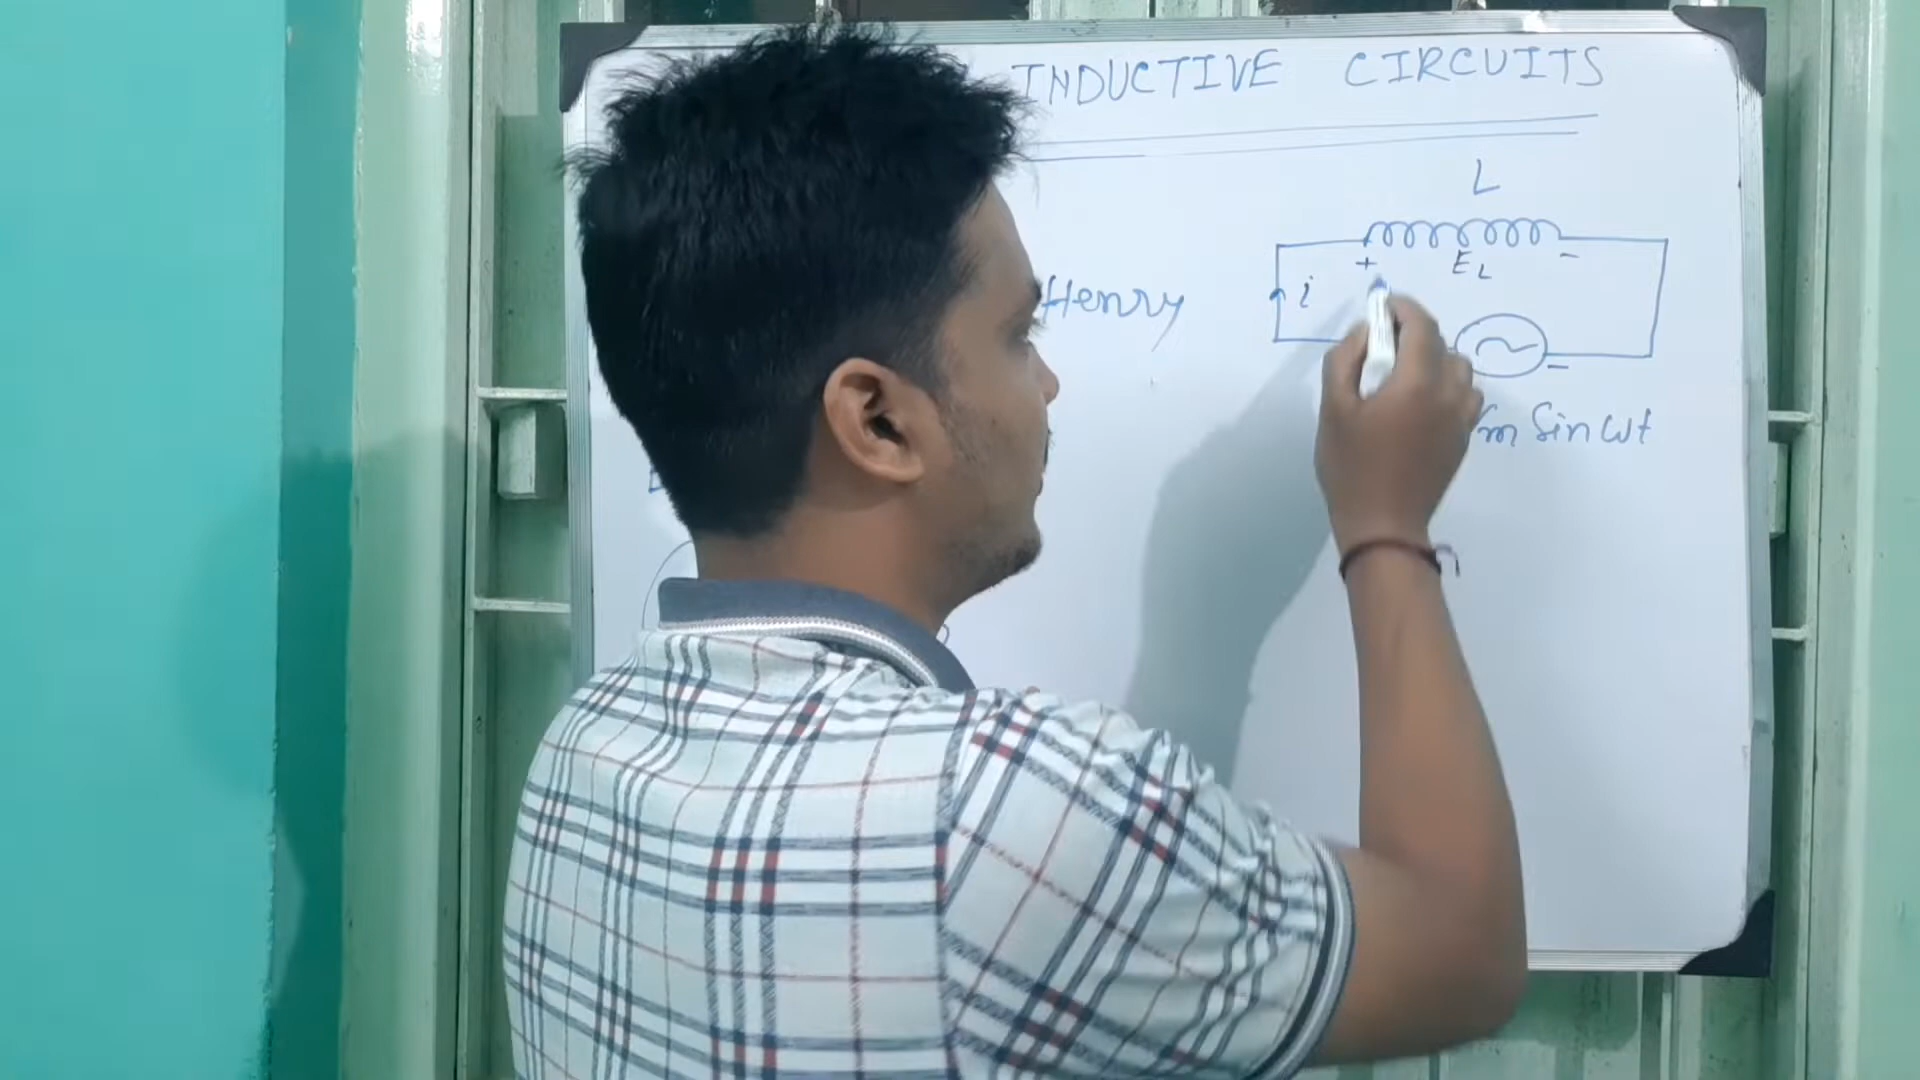 INDUCTIVE CIRCUITS
L
+ EL -
Henry
i
~
-
m Sin ωt